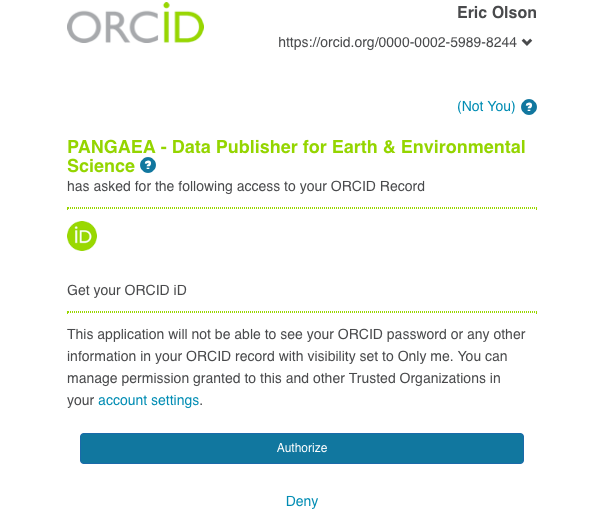 ORCID
Eric Olson
https://orcid.org/0000-0002-5989-8244
(Not You) ?
PANGAEA - Data Publisher for Earth & Environmental
Science ?
has asked for the following access to your ORCID Record
iD
Get your ORCID iD
This application will not be able to see your ORCID password or any other
information in your ORCID record with visibility set to Only me. You can
manage permission granted to this and other Trusted Organizations in
your account settings.
Authorize
Deny